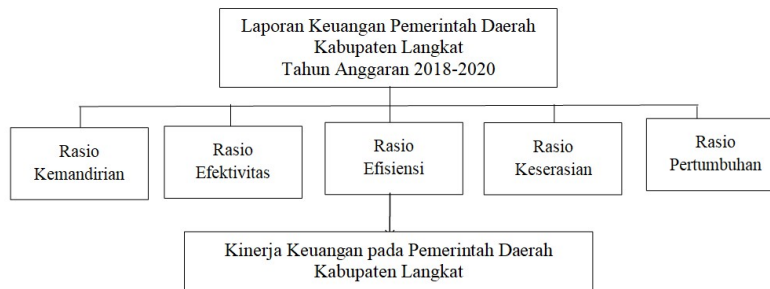 Laporan Keuangan Pemerintah Daerah
Kabupaten Langkat
Tahun Anggaran 2018-2020
Rasio
Kemandirian
Rasio
Efektivitas
Rasio
Efisiensi
Rasio
Keserasian
Rasio
Pertumbuhan
Kinerja Keuangan pada Pemerintah Daerah
Kabupaten Langkat